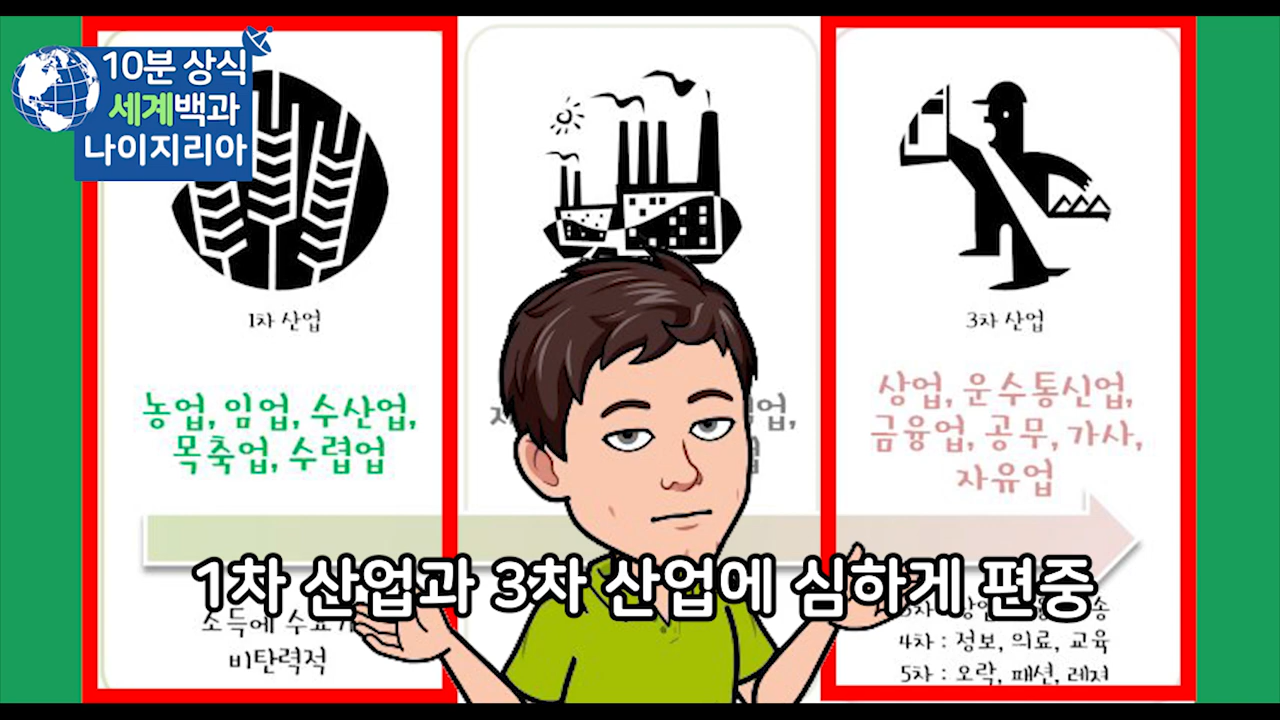 10분 상식
세계백과
나이지리아
1차 산업
농업, 임업, 수산업,
목축업, 수렵업
3차 산업
상업, 운수통신업,
금융업, 공무, 가사,
자유업
1차 산업과 3차 산업에 심하게 편중
소득에
비탄력적
4차 : 정보, 의료, 교육
5차 : 오락, 패션, 레져